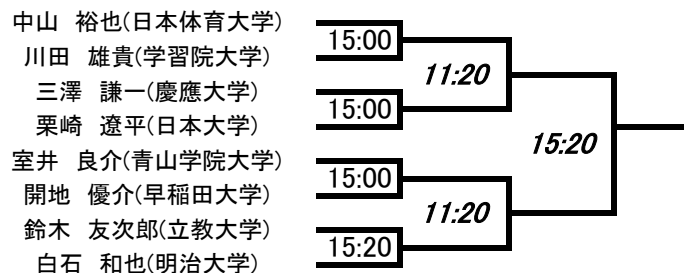 中山　裕也(日本体育大学)
15:00
川田　雄貴(学習院大学)
11:20
三澤　謙一(慶應大学)
15:00
栗崎　遼平(日本大学)
15:20
室井　良介(青山学院大学)
15:00
開地　優介(早稲田大学)
11:20
鈴木　友次郎(立教大学)
15:20
白石　和也(明治大学)